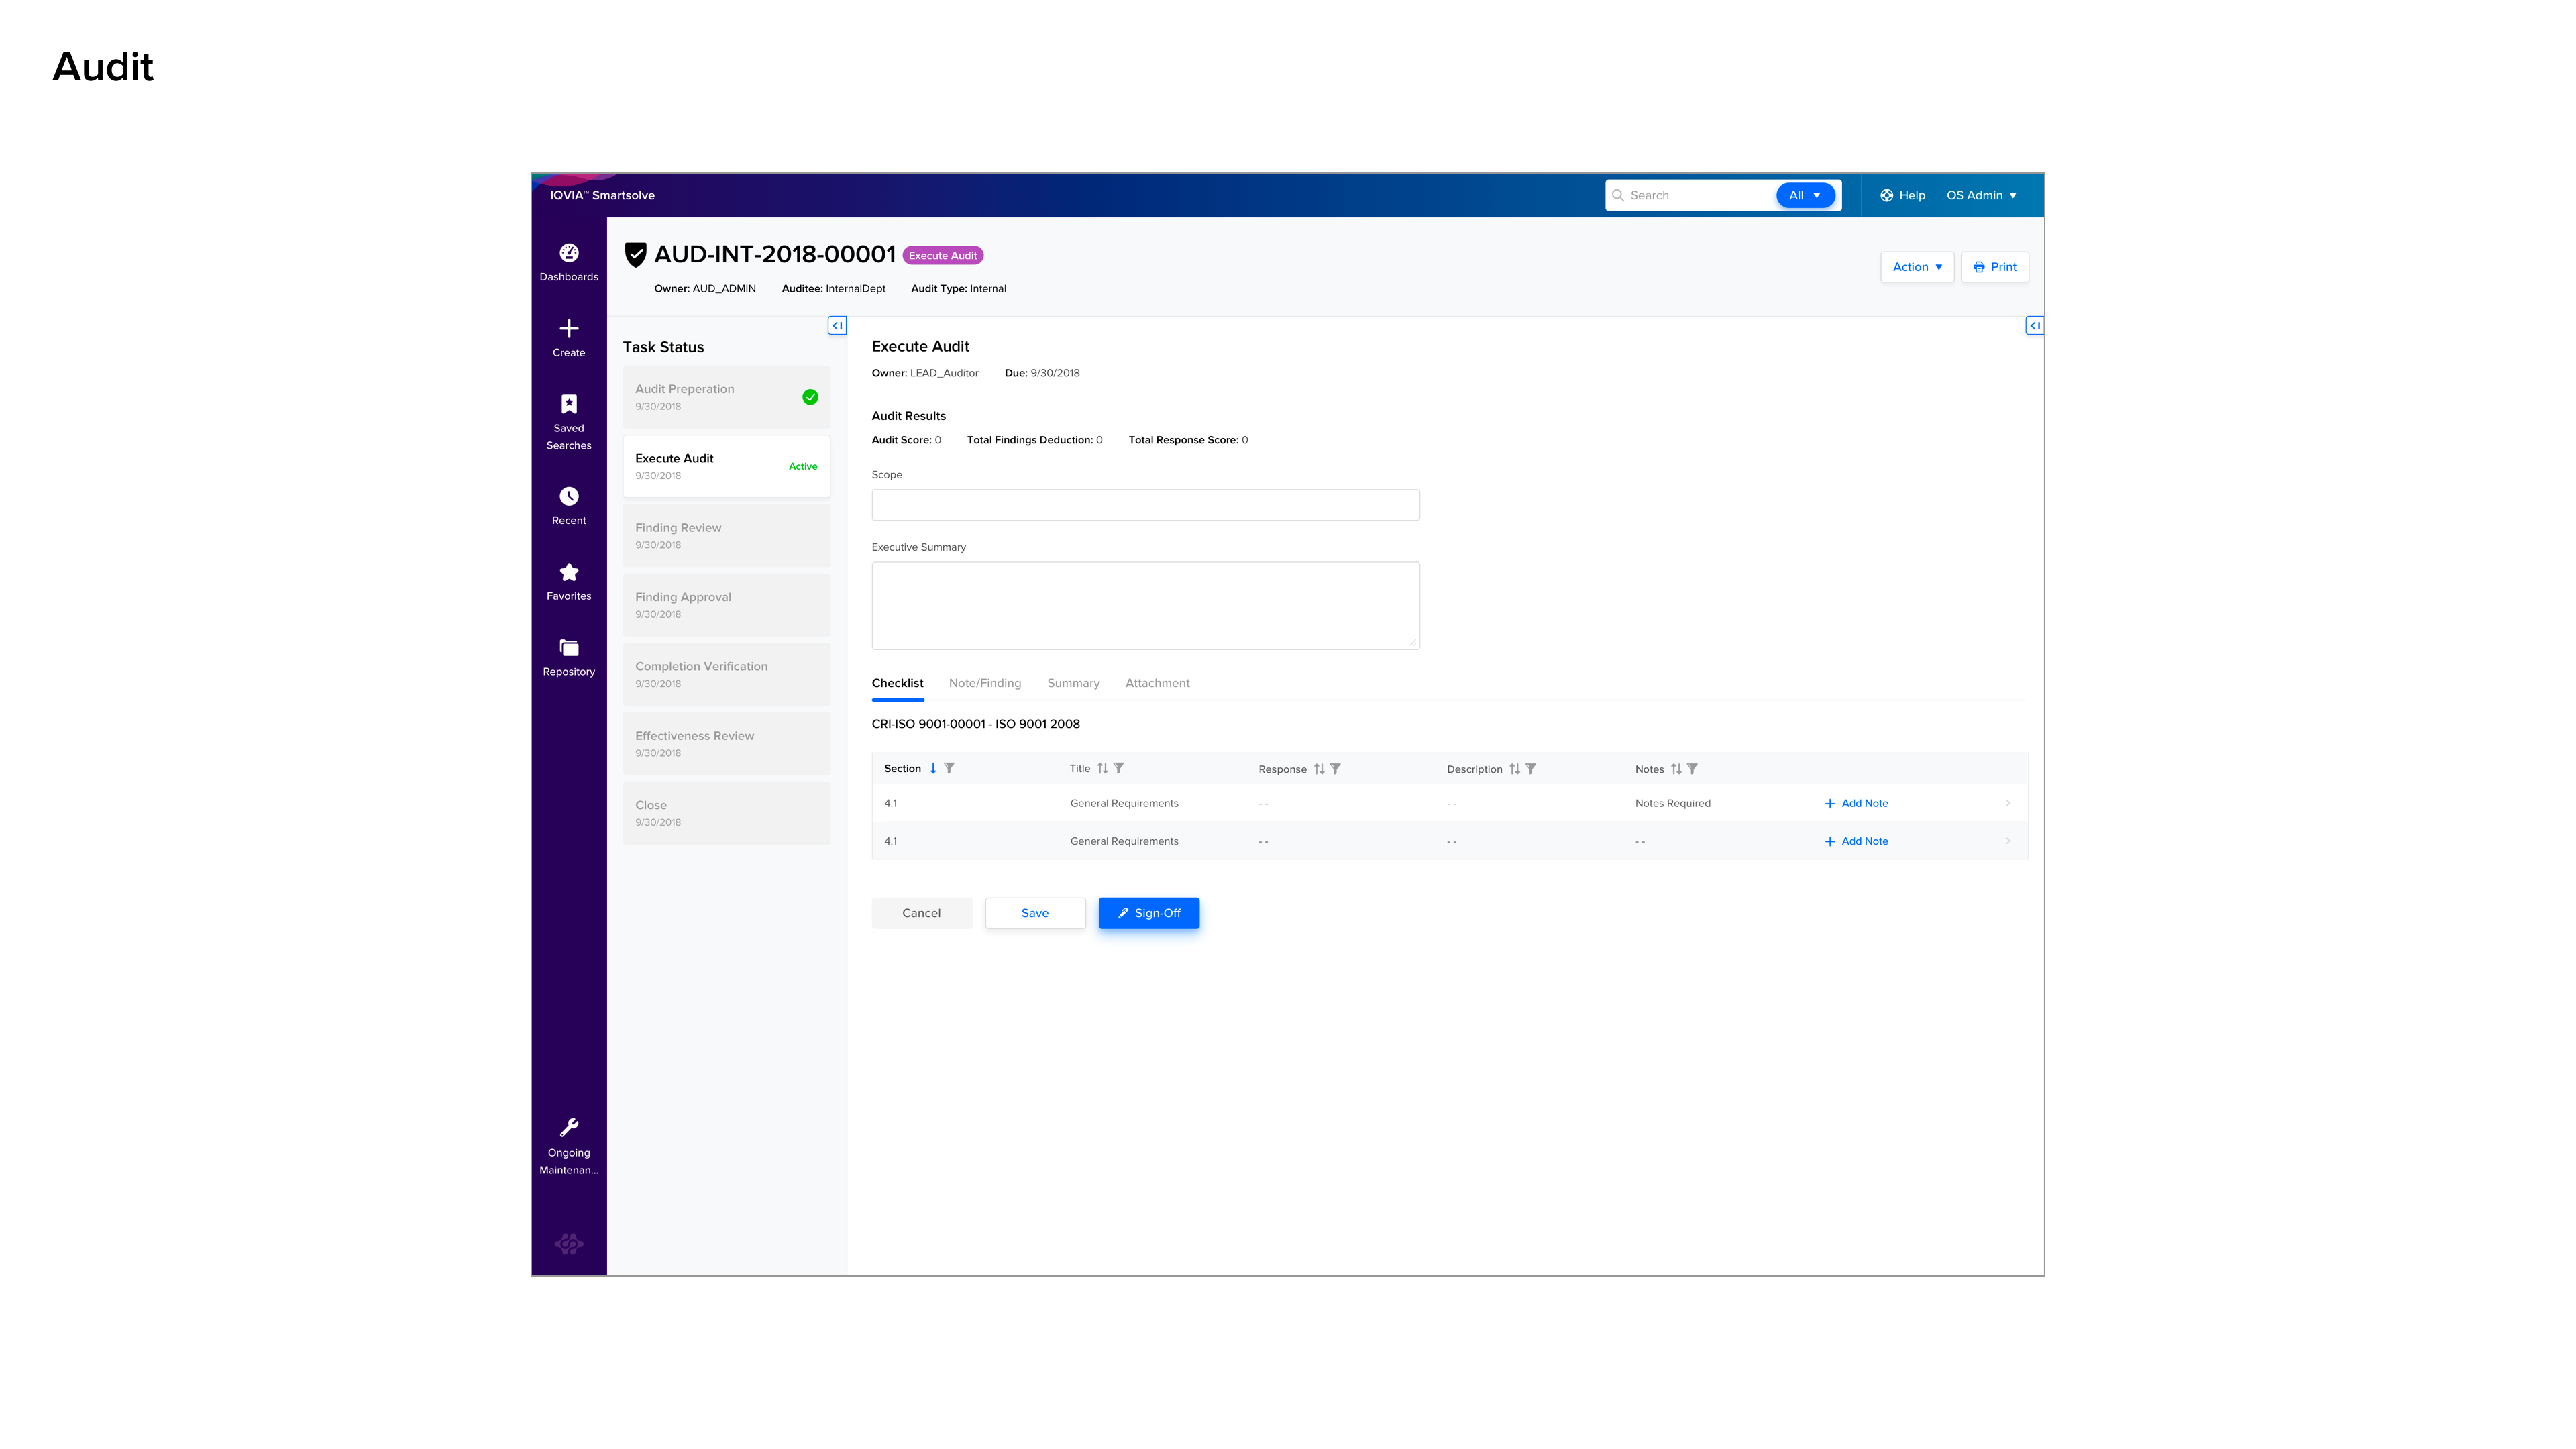 Audit
IQVIA™ Smartsolve
Search
All
Help
OS Admin
Dashboards
Create
Saved
Searches
Recent
Favorites
Repository
Ongoing
Maintenan...
AUD-INT-2018-00001
Execute Audit
Owner: AUD_ADMIN Auditee: InternalDept Audit Type: Internal
Action
Print
Task Status
Audit Preperation
9/30/2018
Execute Audit
9/30/2018
Active
Finding Review
9/30/2018
Finding Approval
9/30/2018
Completion Verification
9/30/2018
Effectiveness Review
9/30/2018
Close
9/30/2018
Execute Audit
Owner: LEAD_Auditor Due: 9/30/2018
Audit Results
Audit Score: 0 Total Findings Deduction: 0 Total Response Score: 0
Scope
Executive Summary
Checklist Note/Finding Summary Attachment
CRI-ISO 9001-00001 - ISO 9001 2008
Section Title Response Description Notes
4.1 General Requirements -- -- Notes Required + Add Note
4.1 General Requirements -- -- -- + Add Note
Cancel Save Sign-Off